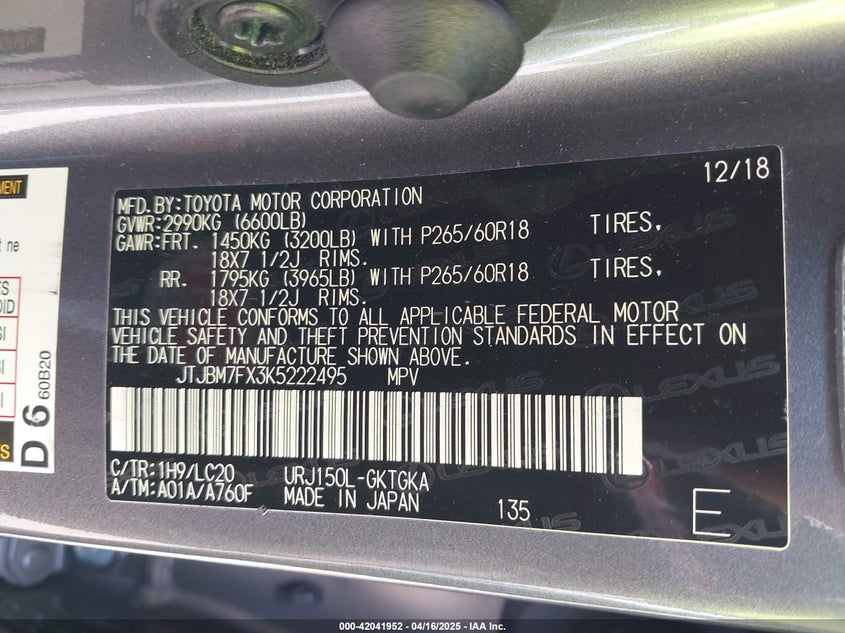 12/18
MFD.BY:TOYOTA MOTOR CORPORATION
GVWR:2990KG (6600LB)
GAWR:FRT. 1450KG (3200LB) WITH P265/60R18 TIRES,
18X7 1/2J RIMS.
RR. 1795KG (3965LB) WITH P265/60R18 TIRES,
18X7 1/2J RIMS.
THIS VEHICLE CONFORMS TO ALL APPLICABLE FEDERAL MOTOR
VEHICLE SAFETY AND THEFT PREVENTION STANDARDS IN EFFECT ON
THE DATE OF MANUFACTURE SHOWN ABOVE.
JTJBM7FX3K5222495 MPV
C/TR:1H9/LC20 URJ150L-GKTGKA
A/TM:A01A/A760F MADE IN JAPAN 135 E
LEXUS
D 6
60B20
000-42041952 - 04/16/2025 - IAA Inc.